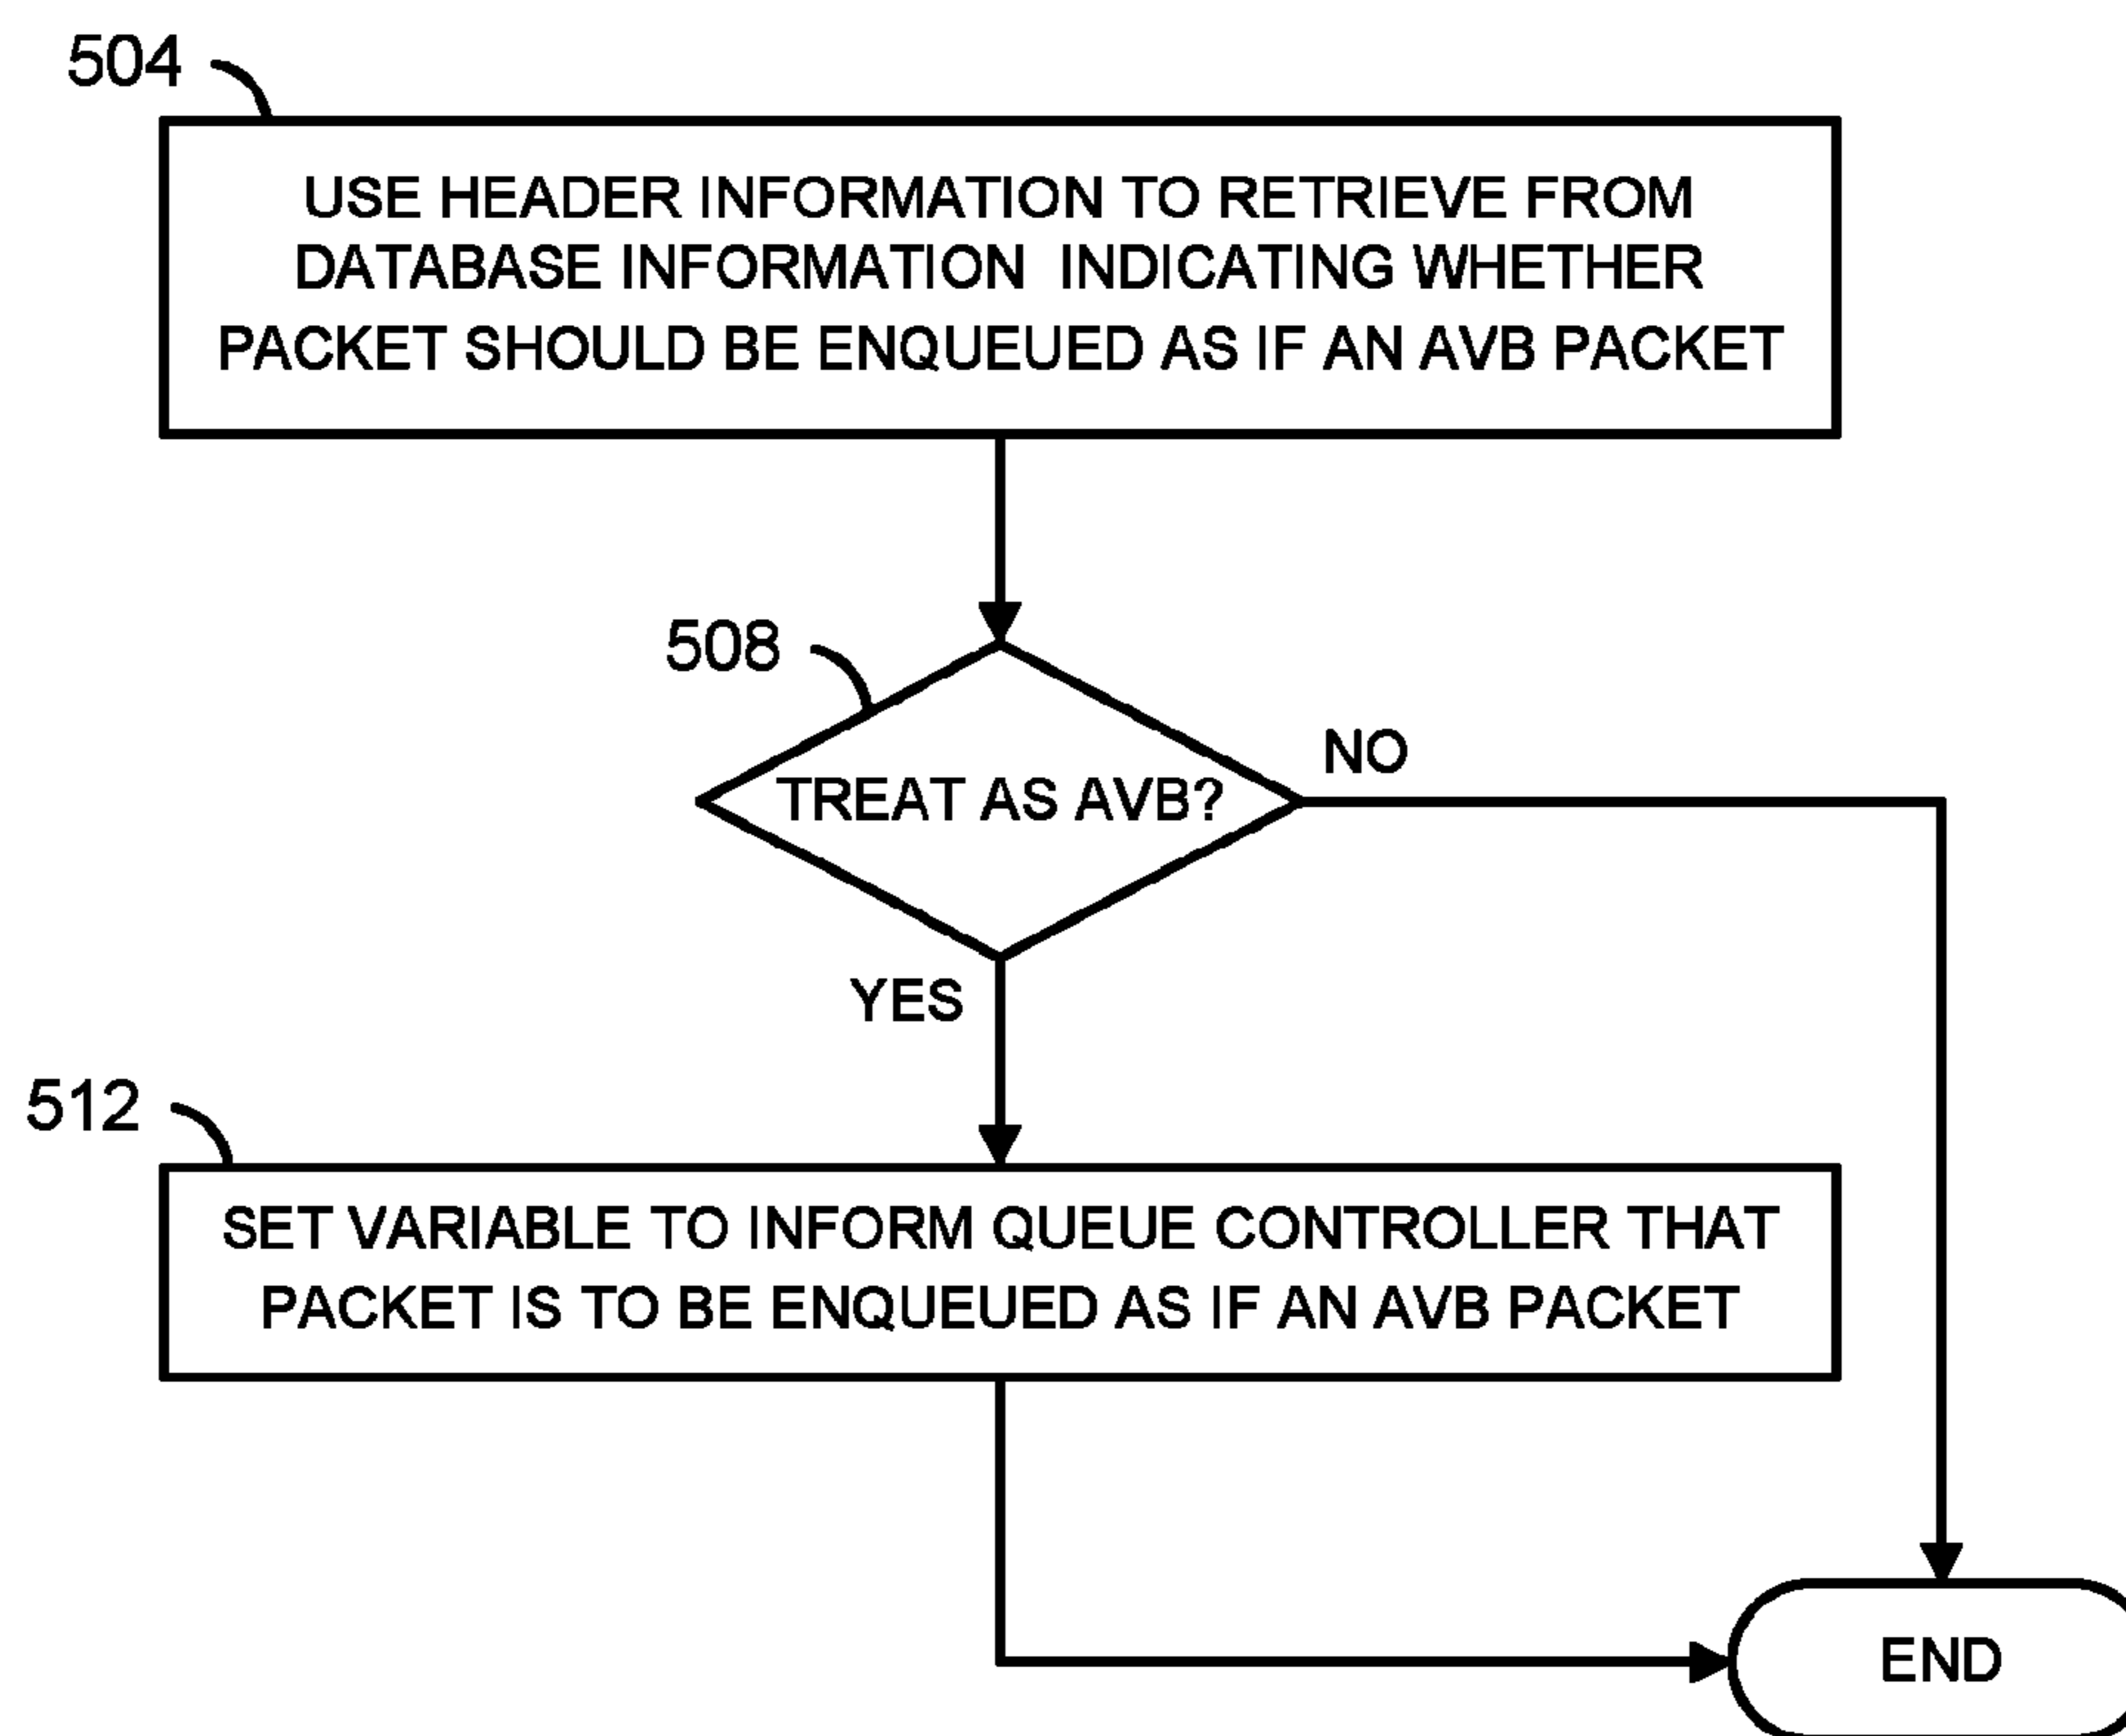 504
USE HEADER INFORMATION TO RETRIEVE FROM
DATABASE INFORMATION INDICATING WHETHER
PACKET SHOULD BE ENQUEUED AS IF AN AVB PACKET
508
TREAT AS AVB?
NO
YES
512
SET VARIABLE TO INFORM QUEUE CONTROLLER THAT
PACKET IS TO BE ENQUEUED AS IF AN AVB PACKET
END